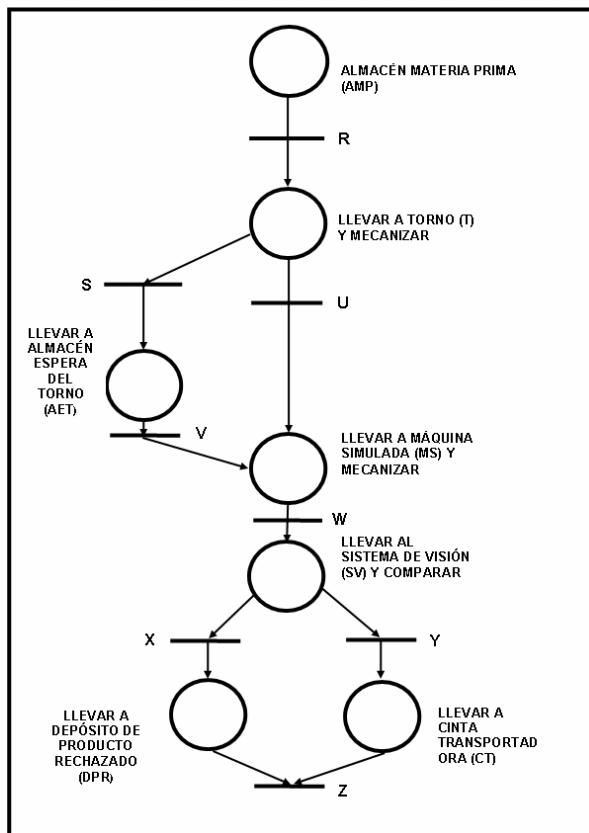 ALMACÉN MATERIA PRIMA
(AMP)
R
LLEVAR A TORNO (T)
Y MECANIZAR
S
U
LLEVAR A
ALMACÉN
ESPERA
DEL
TORNO
(AET)
V
LLEVAR A MÁQUINA
SIMULADA (MS) Y
MECANIZAR
W
LLEVAR AL
SISTEMA DE VISIÓN
(SV) Y COMPARAR
X
Y
LLEVAR A
DEPÓSITO DE
PRODUCTO
RECHAZADO
(DPR)
LLEVAR A
CINTA
TRANSPORTAD
ORA (CT)
Z